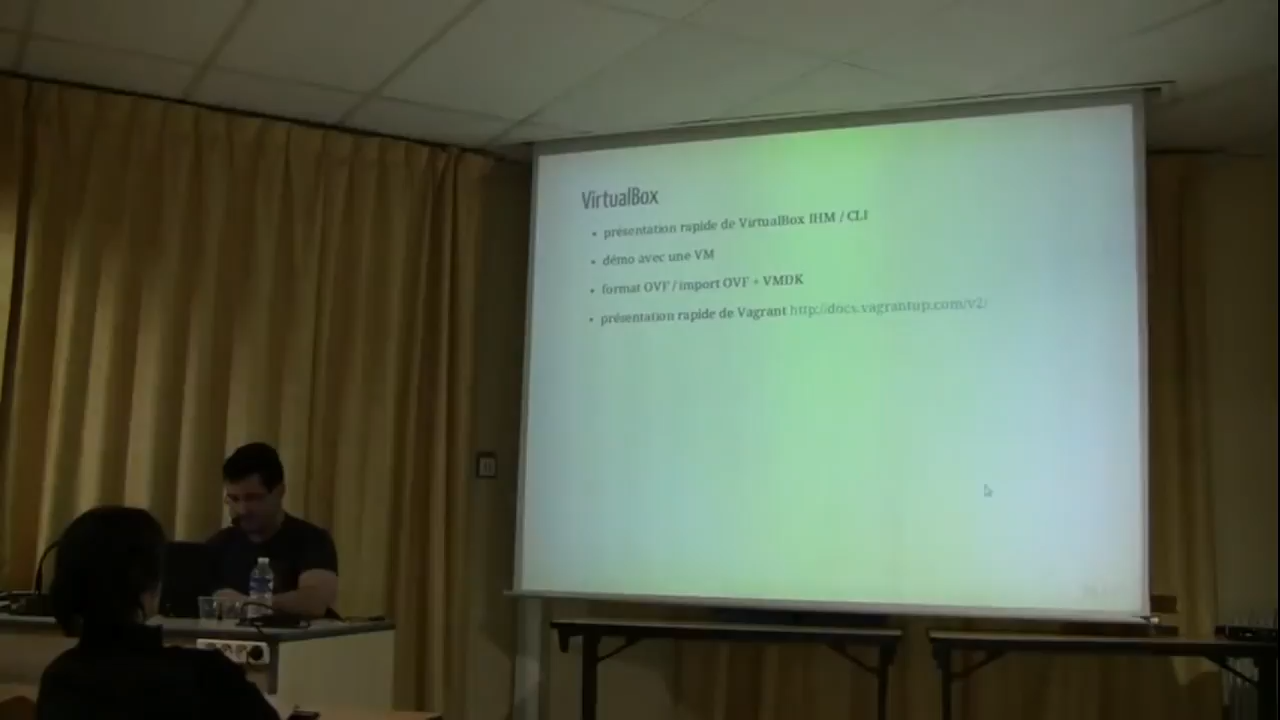 VirtualBox
• présentation rapide de VirtualBox IHM / CLI
• démo avec une VM
• format OVF / import OVF + VMDK
• présentation rapide de Vagrant http://docs.vagrantup.com/v2/